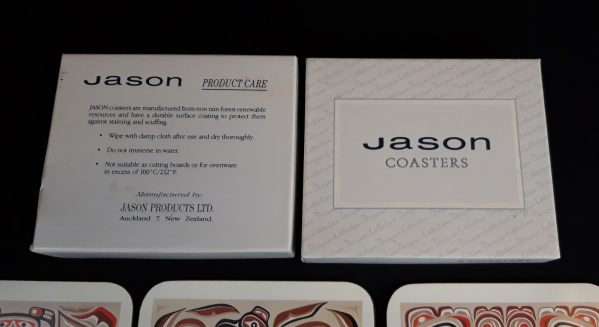 Jason PRODUCT CARE
JASON coasters are manufactured from non rain forest renewable
resources and have a durable surface coating to protect them
against staining and scuffing.
• Wipe with damp cloth after use and dry thoroughly.
• Do not immerse in water.
• Not suitable as cutting boards or for ovenware
in excess of 100°C/212°F.
Manufactured by:
JASON PRODUCTS LTD.
Auckland 7, New Zealand.
Jason
COASTERS
COASTERS